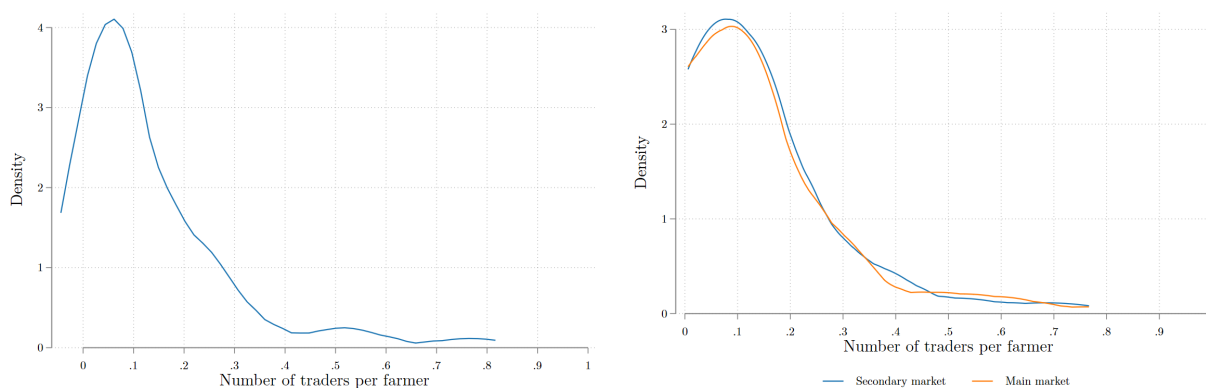 4
3
2
1
0
Density
0 .1 .2 .3 .4 .5 .6 .7 .8 .9 1
Number of traders per farmer
3
2
1
0
Density
0 .1 .2 .3 .4 .5 .6 .7 .8 .9
Number of traders per farmer
Secondary market Main market